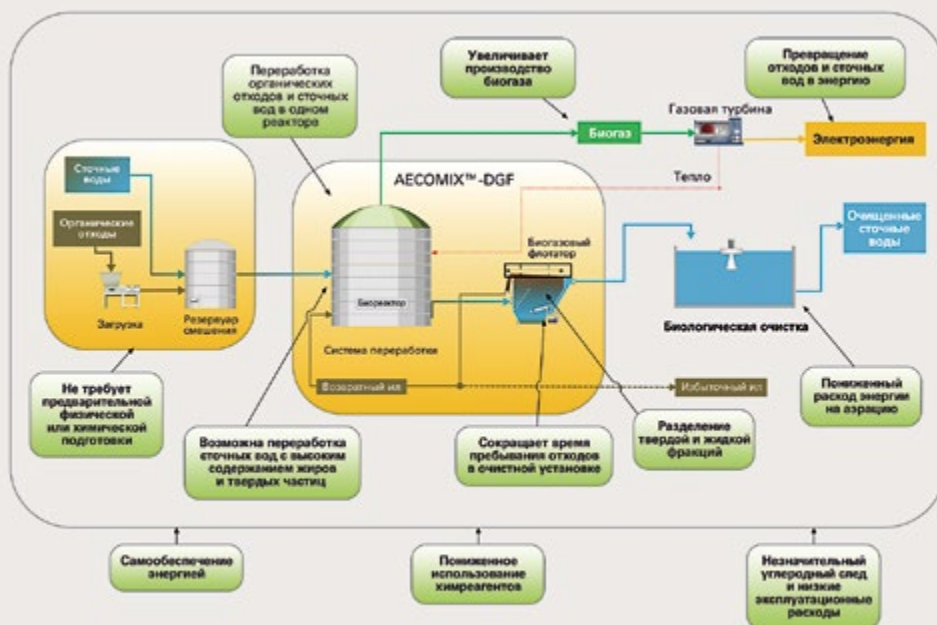 Увеличивает
производство
биогаза
Превращение
отходов и сточных
вод в энергию
Переработка
органических
отходов и сточных
вод в одном
реакторе
Газовая турбина
Биогаз
Электроэнергия
Сточные
воды
AECOMIX™-DGF
Тепло
Очищенные
сточные
воды
Органические
отходы
Биогазовый
флотатор
Биореактор
Загрузка
Резервуар
смешения
Биологическая очистка
Система переработки
Возвратный ил
Избыточный ил
Не требует
предварительной
физической
или химической
подготовки
Возможна переработка
сточных вод с высоким
содержанием жиров
и твердых частиц
Сокращает время
пребывания отходов
в очистной установке
Разделение
твердой и жидкой
фракций
Пониженный
расход энергии
на аэрацию
Самообеспечение
энергией
Пониженное
использование
химреагентов
Незначительный
углеродный след
и низкие
эксплуатационные
расходы